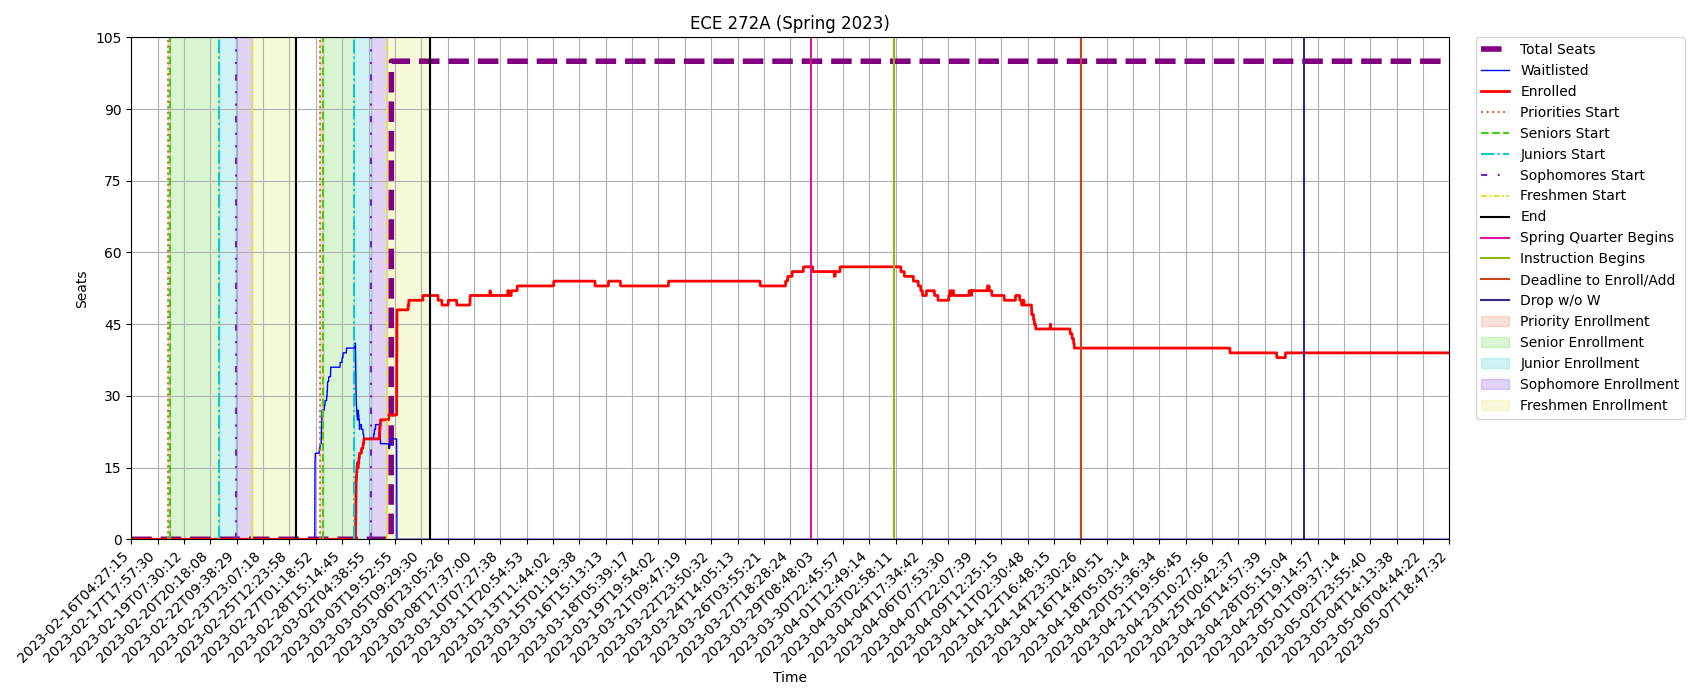 ECE 272A (Spring 2023)
Seats
105
90
75
60
45
30
15
0
2023-02-16T04:27:15
2023-02-17T17:57:30
2023-02-19T07:30:12
2023-02-20T20:18:08
2023-02-22T09:38:29
2023-02-23T23:07:18
2023-02-25T12:23:58
2023-02-27T01:18:52
2023-02-28T15:14:45
2023-03-02T04:38:55
2023-03-03T19:52:55
2023-03-05T09:29:30
2023-03-06T23:05:26
2023-03-08T17:37:00
2023-03-10T07:27:38
2023-03-11T20:54:53
2023-03-13T11:44:02
2023-03-15T01:19:38
2023-03-16T15:13:13
2023-03-18T05:39:17
2023-03-19T19:54:02
2023-03-21T09:47:19
2023-03-22T23:50:32
2023-03-24T14:05:13
2023-03-26T03:55:21
2023-03-27T18:28:24
2023-03-29T08:48:03
2023-03-30T22:45:57
2023-04-01T12:49:14
2023-04-03T02:58:11
2023-04-04T17:34:42
2023-04-06T07:53:30
2023-04-07T22:07:39
2023-04-09T12:25:15
2023-04-11T02:30:48
2023-04-12T16:48:15
2023-04-14T23:30:26
2023-04-16T14:40:51
2023-04-18T05:03:14
2023-04-20T05:36:34
2023-04-21T19:56:45
2023-04-23T10:27:56
2023-04-25T00:42:37
2023-04-26T14:57:39
2023-04-28T05:15:04
2023-04-29T19:14:57
2023-05-01T09:37:14
2023-05-02T23:55:40
2023-05-04T14:13:38
2023-05-06T04:44:22
2023-05-07T18:47:32
Time
Total Seats
Waitlisted
Enrolled
Priorities Start
Seniors Start
Juniors Start
Sophomores Start
Freshmen Start
End
Spring Quarter Begins
Instruction Begins
Deadline to Enroll/Add
Drop w/o W
Priority Enrollment
Senior Enrollment
Junior Enrollment
Sophomore Enrollment
Freshmen Enrollment